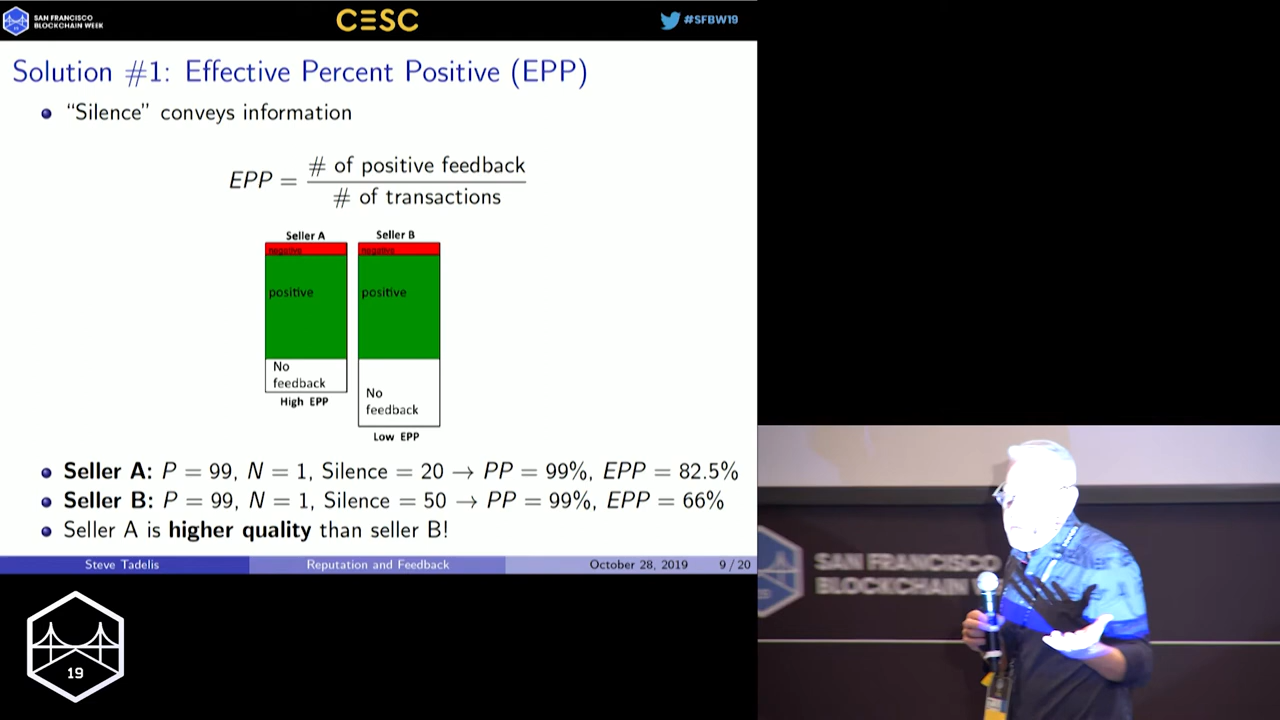 SAN FRANCISCO
BLOCKCHAIN WEEK
19
CESC
#SFBW19
Solution #1: Effective Percent Positive (EPP)
“Silence” conveys information
EPP = # of positive feedback / # of transactions
Seller A
Seller B
negative
negative
positive
positive
No
feedback
No
feedback
High EPP
Low EPP
Seller A: P = 99, N = 1, Silence = 20 → PP = 99%, EPP = 82.5%
Seller B: P = 99, N = 1, Silence = 50 → PP = 99%, EPP = 66%
Seller A is higher quality than seller B!
Steve Tadelis
Reputation and Feedback
October 28, 2019
9 / 20
19
SAN FRANCISCO
BLOCKCHAIN